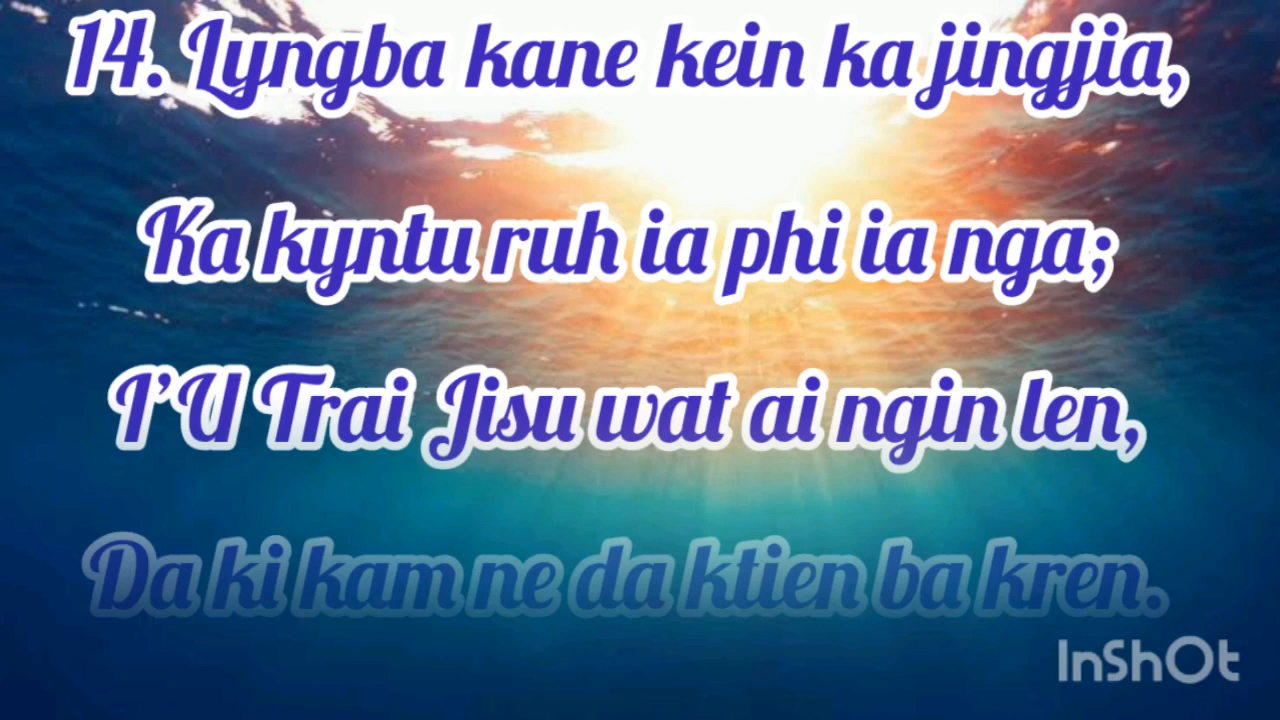 14. Lyngba kane kein ka jingjia,
Ka kyntu ruh ia phi ia nga;
I'U Trai Jisu wat ai ngin len,
Da ki kam ne da ktien ba kren.
InShOt